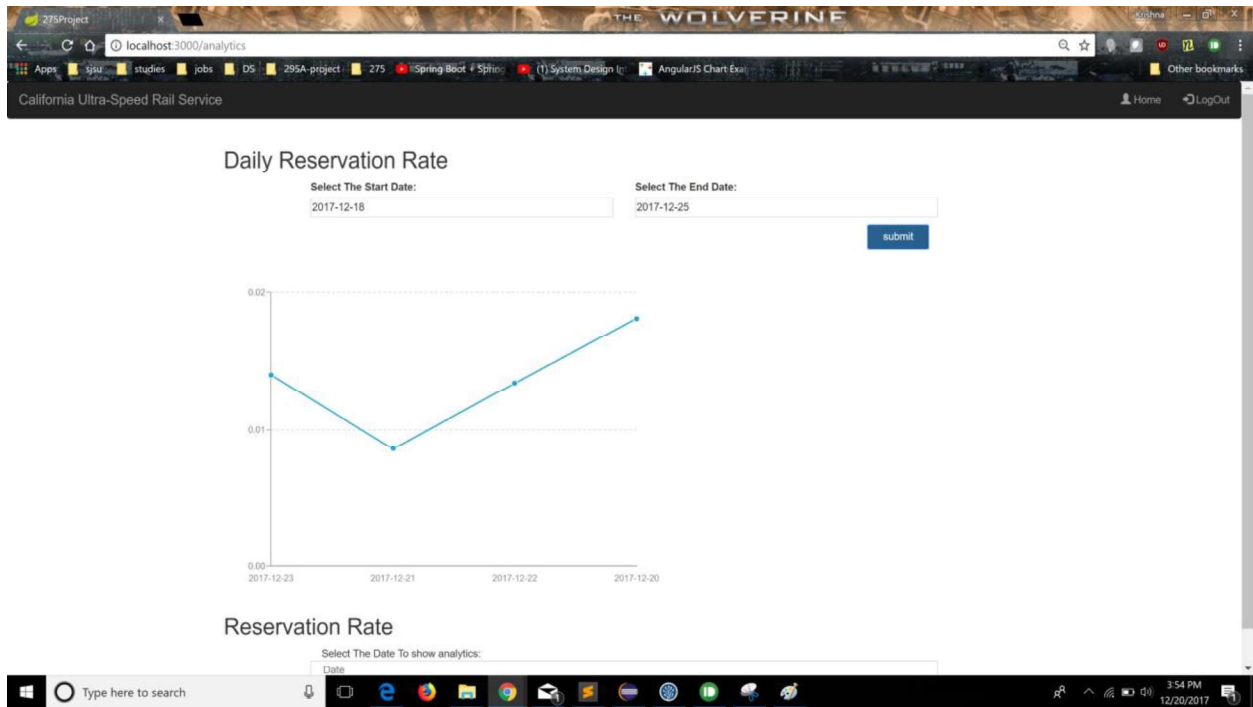 275Project
THE WOLVERINE
Krishna
localhost:3000/analytics
Apps sjsu studies jobs DS 295A-project 275 Spring Boot + Spring (1) System Design In AngularJS Chart Exa Other bookmarks
California Ultra-Speed Rail Service Home LogOut
Daily Reservation Rate
Select The Start Date: Select The End Date:
2017-12-18 2017-12-25
submit
0.02
0.01
0.00
2017-12-23 2017-12-21 2017-12-22 2017-12-20
Reservation Rate
Select The Date To show analytics:
Date
Type here to search
3:54 PM
12/20/2017